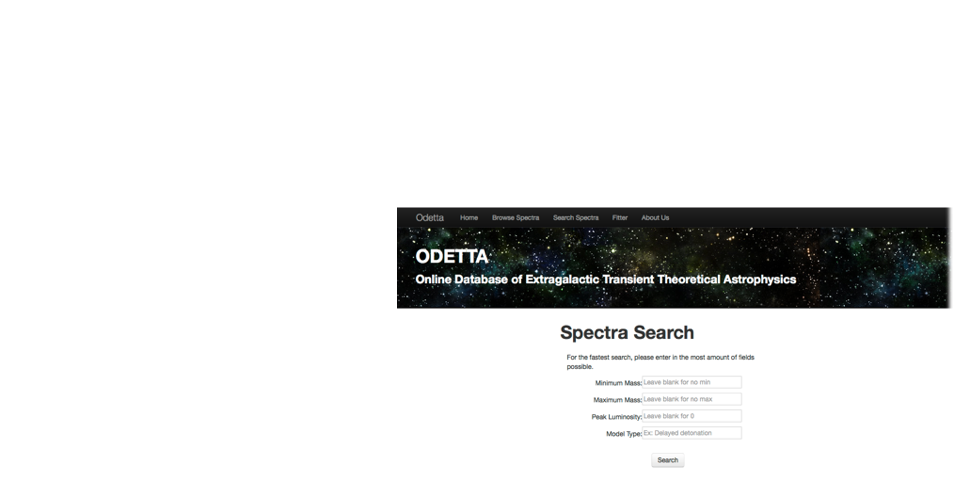 Odetta Home Browse Spectra Search Spectra Fitter About Us
ODETTA
Online Database of Extragalactic Transient Theoretical Astrophysics
Spectra Search
For the fastest search, please enter in the most amount of fields
possible.
Minimum Mass: Leave blank for no min
Maximum Mass: Leave blank for no max
Peak Luminosity: Leave blank for 0
Model Type: Ex: Delayed detonation
Search